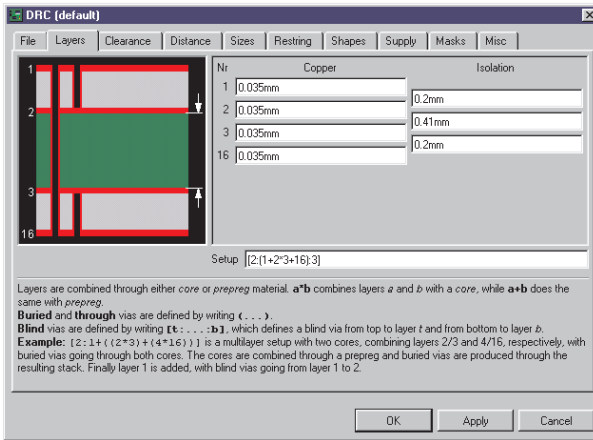 DRC (default)
File Layers Clearance Distance Sizes Restring Shapes Supply Masks Misc
Nr Copper Isolation
1 0.035mm
0.2mm
2 0.035mm
0.41mm
3 0.035mm
0.2mm
16 0.035mm
1
2
3
16
Setup [2:(1+2*3+16):3]
Layers are combined through either core or prepreg material. a*b combines layers a and b with a core, while a+b does the
same with prepreg.
Buried and through vias are defined by writing (...).
Blind vias are defined by writing [t:...:b], which defines a blind via from top to layer t and from bottom to layer b.
Example: [2:1+((2*3)+(4*16))] is a multilayer setup with two cores, combining layers 2/3 and 4/16, respectively, with
buried vias going through both cores. The cores are combined through a prepreg and buried vias are produced through the
resulting stack. Finally layer 1 is added, with blind vias going from layer 1 to 2.
OK Apply Cancel